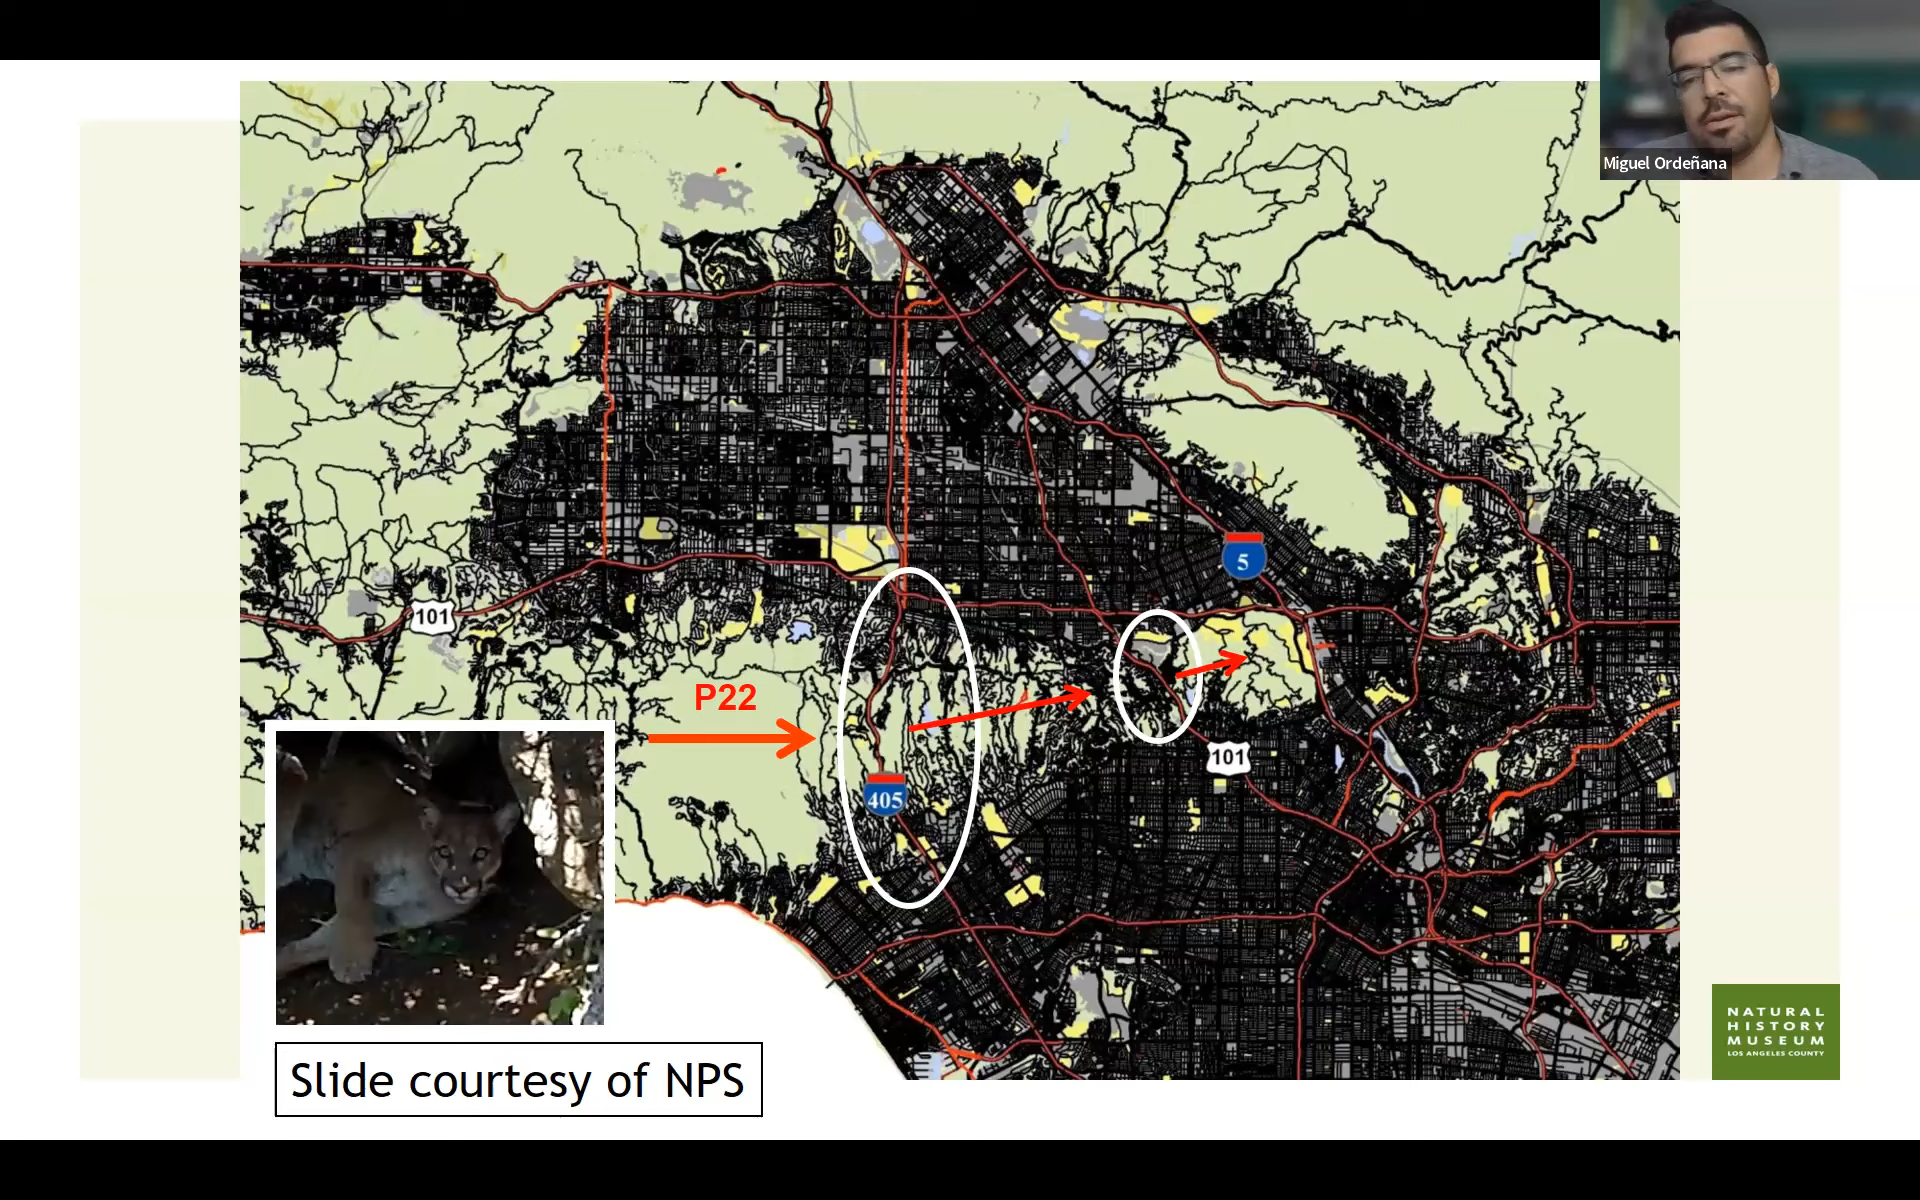 Miguel Ordeñana
5
101
P22
101
405
NATURAL
HISTORY
MUSEUM
LOS ANGELES COUNTY
Slide courtesy of NPS